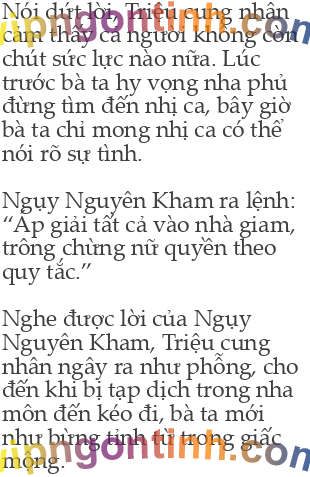 Nói dứt lời, Triệu cung nhân
cảm thấy cả người không còn
chút sức lực nào nữa. Lúc
trước bà ta hy vọng nha phủ
đừng tìm đến nhị ca, bây giờ
bà ta chỉ mong nhị ca có thể
nói rõ sự tình.

Ngụy Nguyên Kham ra lệnh:
“Áp giải tất cả vào nhà giam,
trông chừng nữ quyền theo
quy tắc.”

Nghe được lời của Ngụy
Nguyên Kham, Triệu cung
nhân ngây ra như phỗng, cho
đến khi bị tạp dịch trong nha
môn đến kéo đi, bà ta mới
như bừng tỉnh từ trong giấc
mộng.
vipngontinh.com
vipngontinh.com